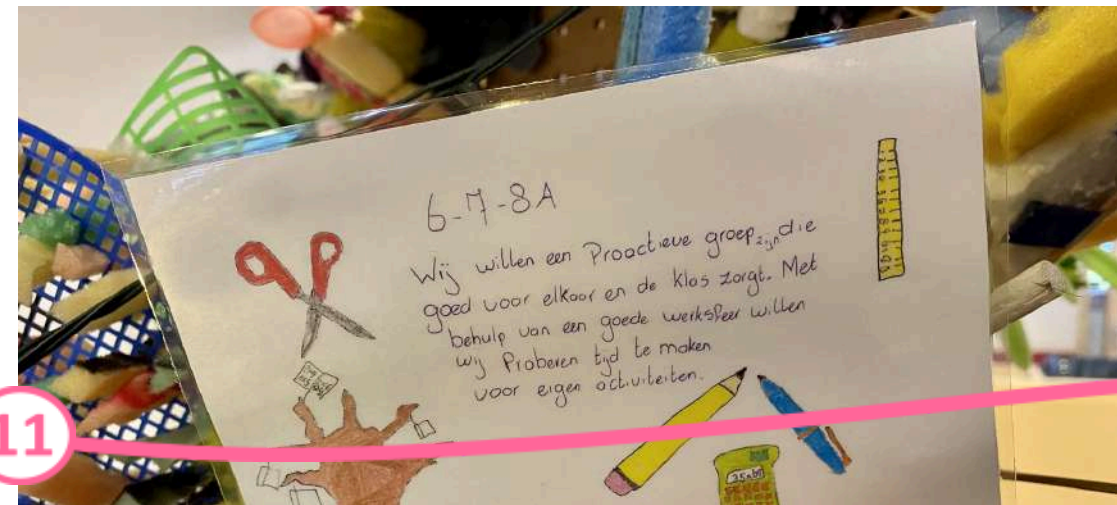 6-7-8A
Wij willen een Proactieve groep zijn die
goed voor elkaar en de klas zorgt. Met
behulp van een goede werksfeer willen
wij Proberen tijd te maken
voor eigen activiteiten.
11